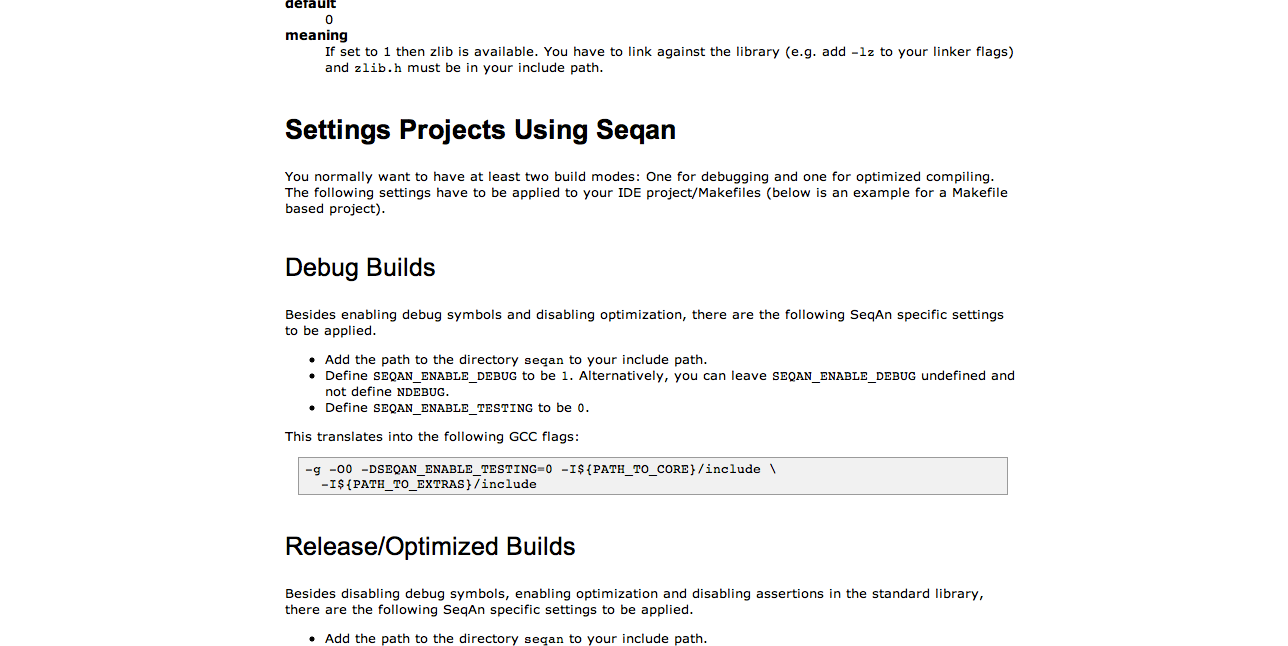 default
0
meaning
If set to 1 then zlib is available. You have to link against the library (e.g. add -lz to your linker flags)
and zlib.h must be in your include path.
Settings Projects Using Seqan
You normally want to have at least two build modes: One for debugging and one for optimized compiling.
The following settings have to be applied to your IDE project/Makefiles (below is an example for a Makefile
based project).
Debug Builds
Besides enabling debug symbols and disabling optimization, there are the following SeqAn specific settings
to be applied.
• Add the path to the directory seqan to your include path.
• Define SEQAN_ENABLE_DEBUG to be 1. Alternatively, you can leave SEQAN_ENABLE_DEBUG undefined and
not define NDEBUG.
• Define SEQAN_ENABLE_TESTING to be 0.
This translates into the following GCC flags:
-g -O0 -DSEQAN_ENABLE_TESTING=0 -I${PATH_TO_CORE}/include \
-I${PATH_TO_EXTRAS}/include
Release/Optimized Builds
Besides disabling debug symbols, enabling optimization and disabling assertions in the standard library,
there are the following SeqAn specific settings to be applied.
• Add the path to the directory seqan to your include path.